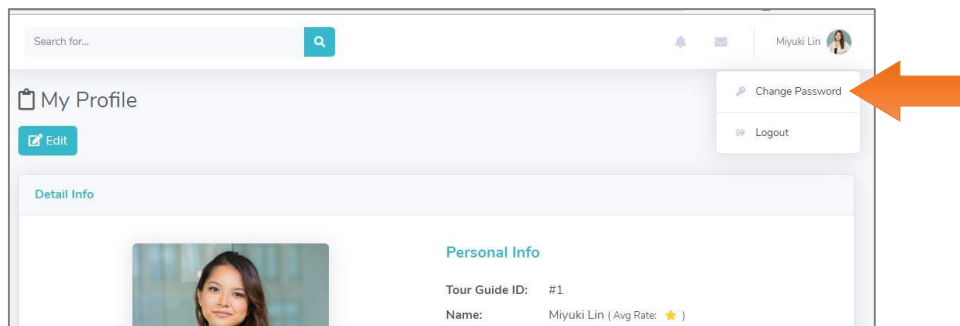 Search for...
Miyuki Lin
My Profile
Change Password
Edit
Logout
Detail Info
Personal Info
Tour Guide ID: #1
Name: Miyuki Lin ( Avg Rate: ⭐ )